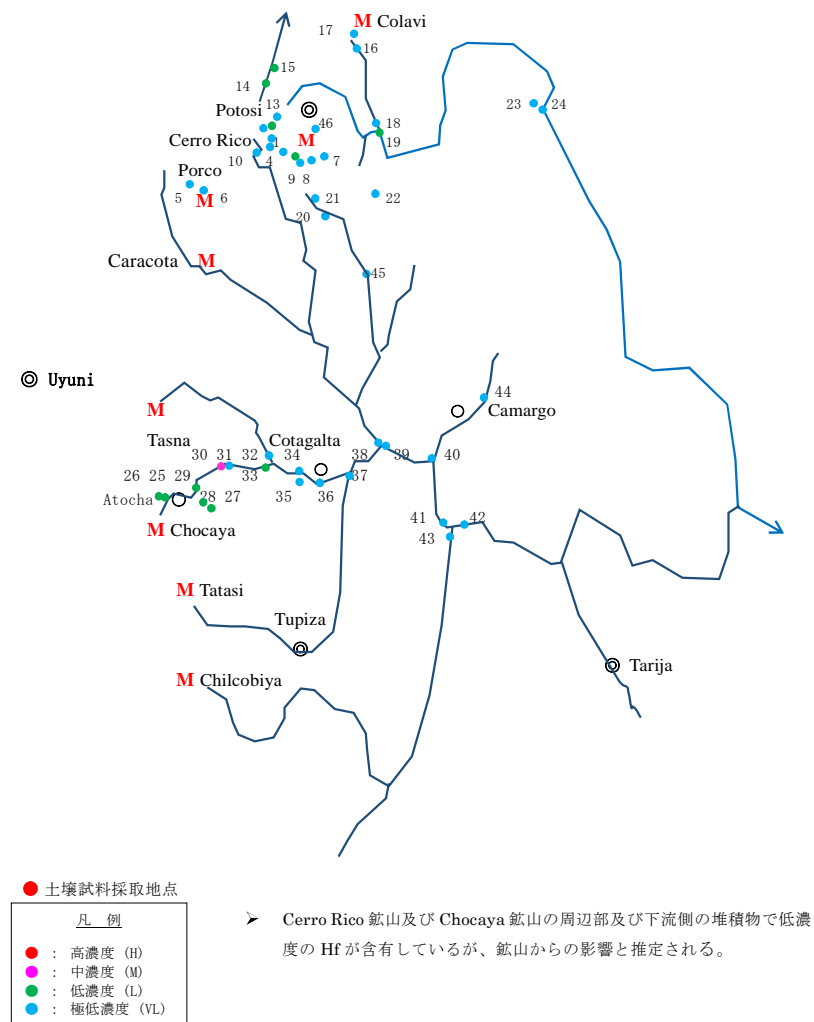 17
M Colavi
16
15
14
Potosi
13
46
18
23
24
Cerro Rico
1
M
19
10
4
9
8
7
Porco
5
M
6
21
22
20
Caracota
M
45
Uyuni
M
44
Camargo
Tasna
Cotagalta
38
30
31
32
34
39
40
26
25
29
33
37
Atocha
28
27
35
36
41
42
M Chocaya
43
M Tatasi
Tupiza
Tarija
M Chilcobiya
土壌試料採取地点
凡 例
： 高濃度 (H)
： 中濃度 (M)
： 低濃度 (L)
： 極低濃度 (VL)
➢ Cerro Rico 鉱山及び Chocaya 鉱山の周辺部及び下流側の堆積物で低濃
度の Hf が含有しているが、鉱山からの影響と推定される。